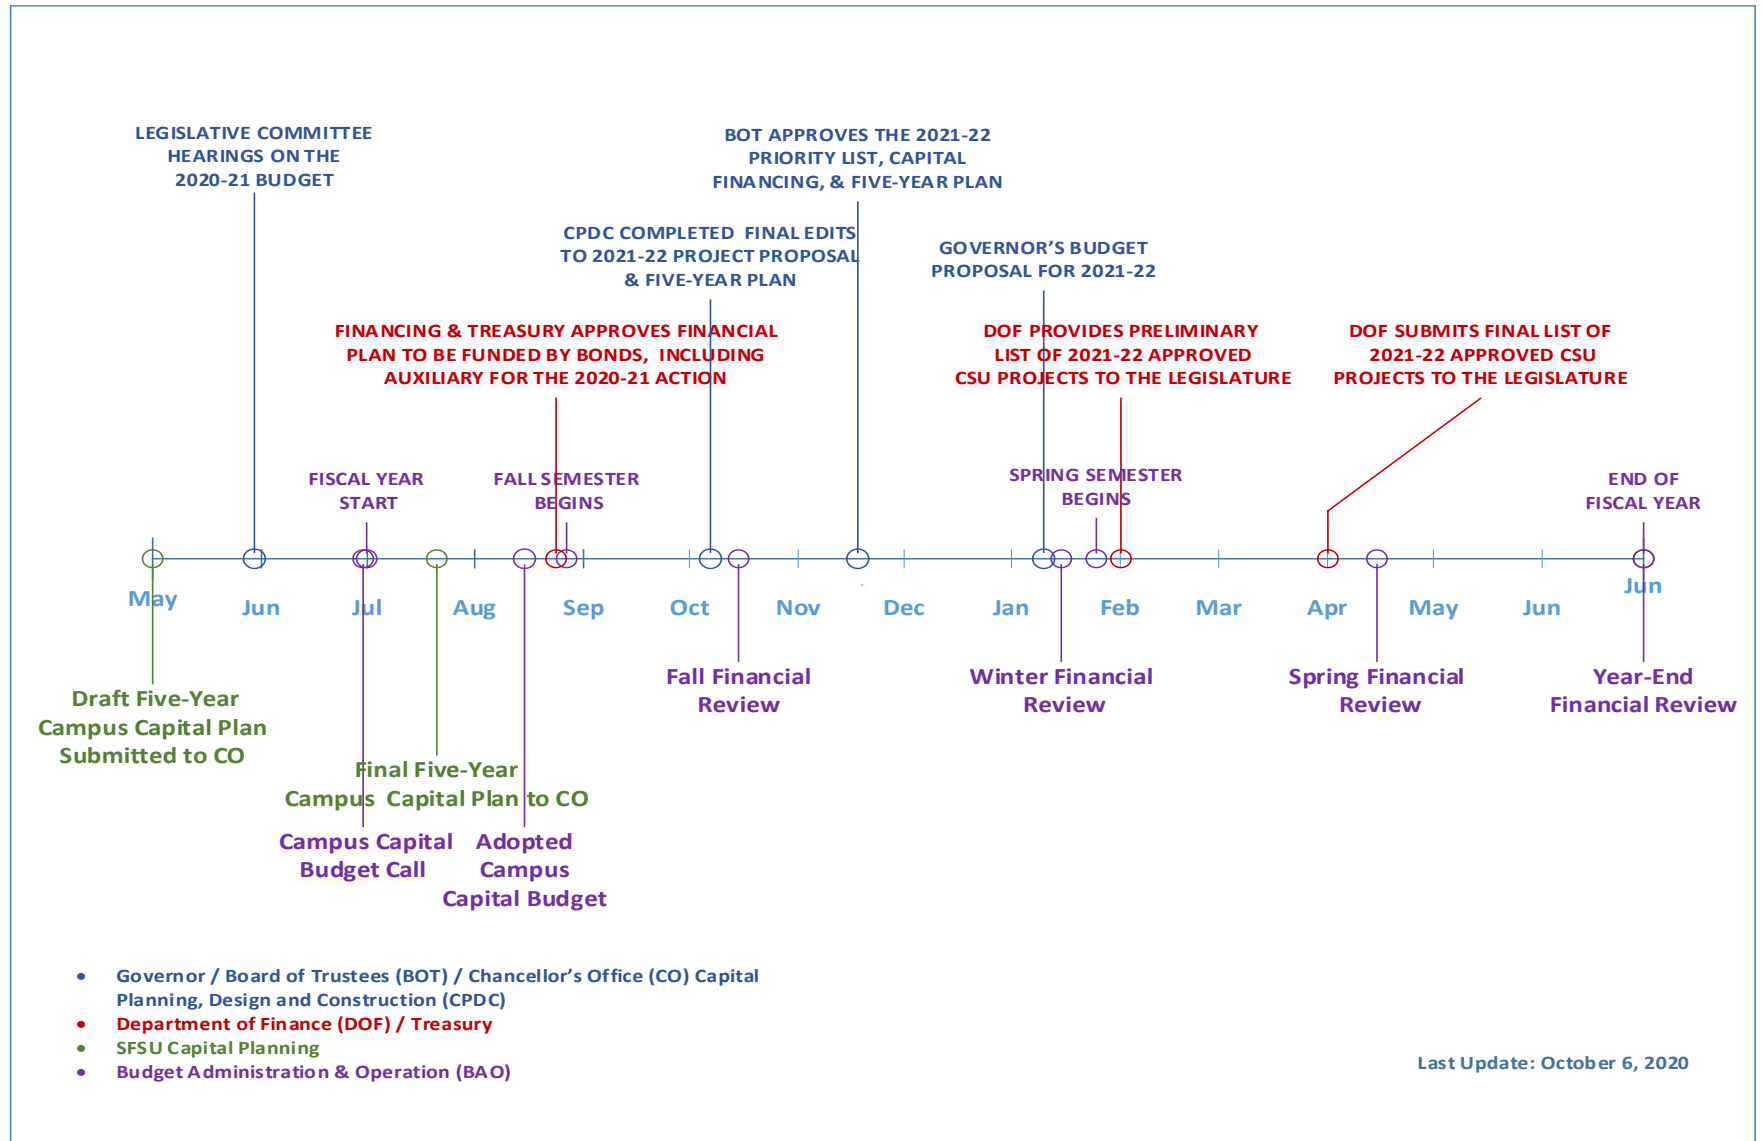 LEGISLATIVE COMMITTEE
HEARINGS ON THE
2020-21 BUDGET
BOT APPROVES THE 2021-22
PRIORITY LIST, CAPITAL
FINANCING, & FIVE-YEAR PLAN
CPDC COMPLETED FINAL EDITS
TO 2021-22 PROJECT PROPOSAL
& FIVE-YEAR PLAN
GOVERNOR'S BUDGET
PROPOSAL FOR 2021-22
FINANCING & TREASURY APPROVES FINANCIAL
PLAN TO BE FUNDED BY BONDS, INCLUDING
AUXILIARY FOR THE 2020-21 ACTION
DOF PROVIDES PRELIMINARY
LIST OF 2021-22 APPROVED
CSU PROJECTS TO THE LEGISLATURE
DOF SUBMITS FINAL LIST OF
2021-22 APPROVED CSU
PROJECTS TO THE LEGISLATURE
FISCAL YEAR
START
FALL SEMESTER
BEGINS
SPRING SEMESTER
BEGINS
END OF
FISCAL YEAR
May
Jun
Jul
Aug
Sep
Oct
Nov
Dec
Jan
Feb
Mar
Apr
May
Jun
Jun
Draft Five-Year
Campus Capital Plan
Submitted to CO
Fall Financial
Review
Winter Financial
Review
Spring Financial
Review
Year-End
Financial Review
Final Five-Year
Campus Capital Plan to CO
Campus Capital
Budget Call
Adopted
Campus
Capital Budget
• Governor / Board of Trustees (BOT) / Chancellor's Office (CO) Capital
Planning, Design and Construction (CPDC)
• Department of Finance (DOF) / Treasury
• SFSU Capital Planning
• Budget Administration & Operation (BAO)
Last Update: October 6, 2020